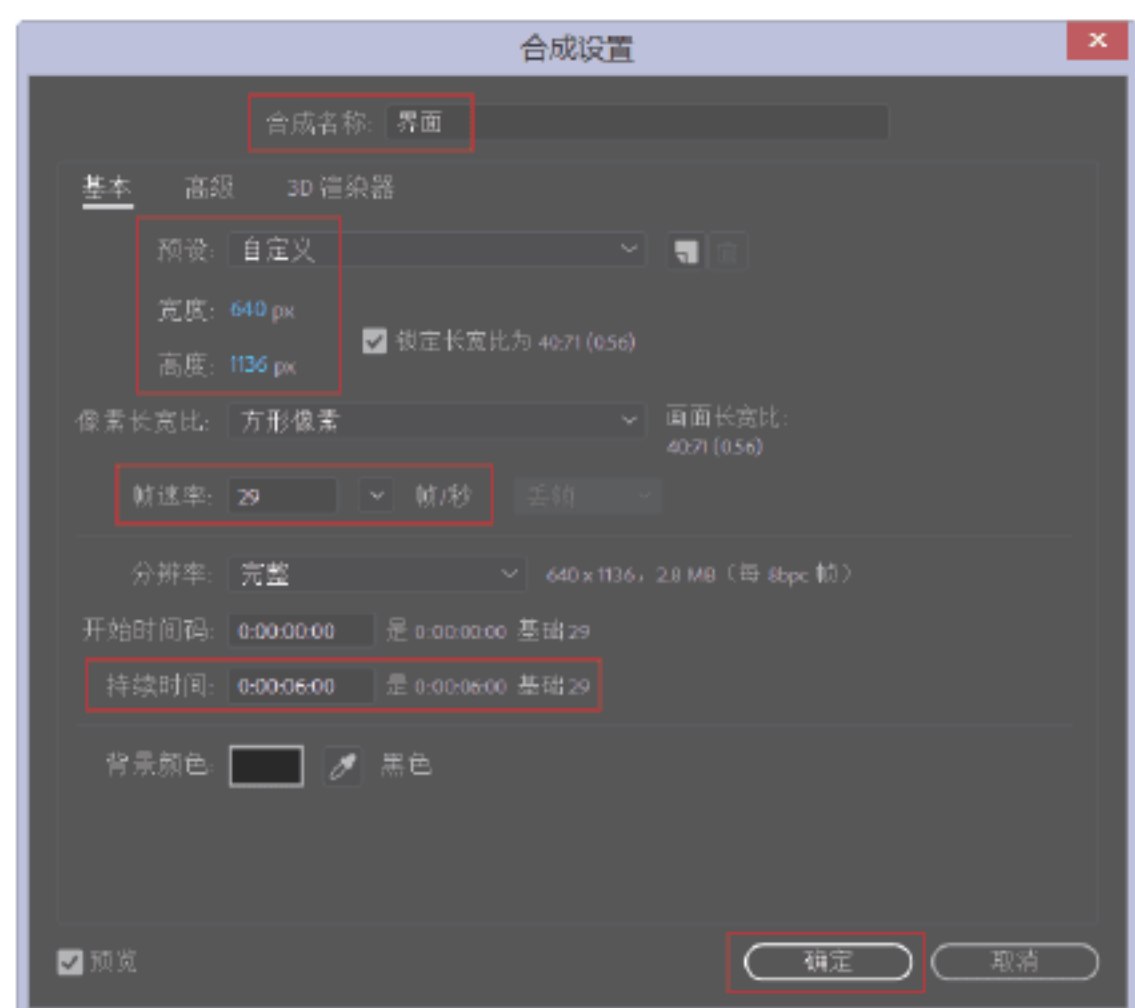 合成设置
合成名称: 界面
基本 高级 3D 渲染器
预设: 自定义
宽度: 640 px
锁定长宽比为 40:71 (0.56)
高度: 1136 px
像素长宽比: 方形像素
画面长宽比:
40:71 (0.56)
帧速率: 29 帧/秒 丢帧
分辨率: 完整 640 x 1136，2.8 MB（每 8bpc 帧）
开始时间码: 0:00:00:00 是 0:00:00:00 基础 29
持续时间: 0:00:06:00 是 0:00:06:00 基础 29
背景颜色: 黑色
预览 确定 取消